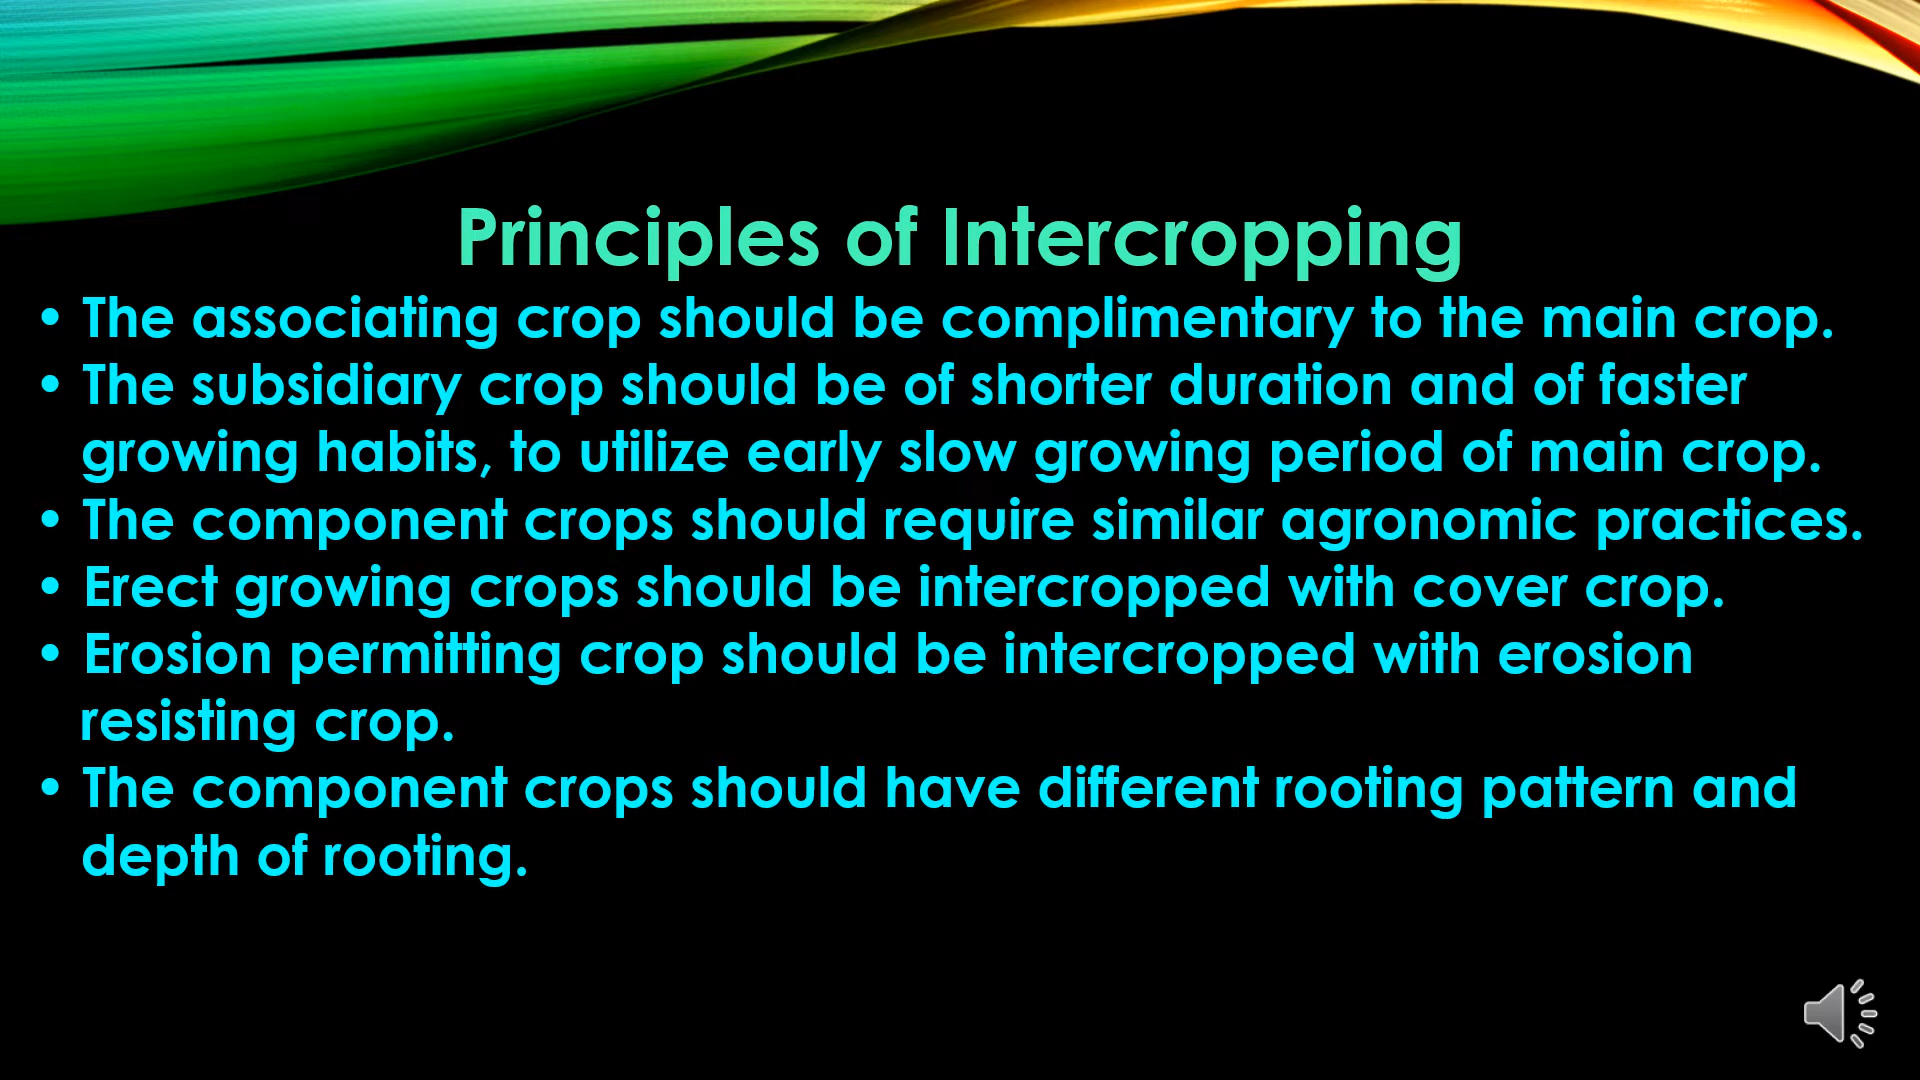 Principles of Intercropping
• The associating crop should be complimentary to the main crop.
• The subsidiary crop should be of shorter duration and of faster
growing habits, to utilize early slow growing period of main crop.
• The component crops should require similar agronomic practices.
• Erect growing crops should be intercropped with cover crop.
• Erosion permitting crop should be intercropped with erosion
resisting crop.
• The component crops should have different rooting pattern and
depth of rooting.